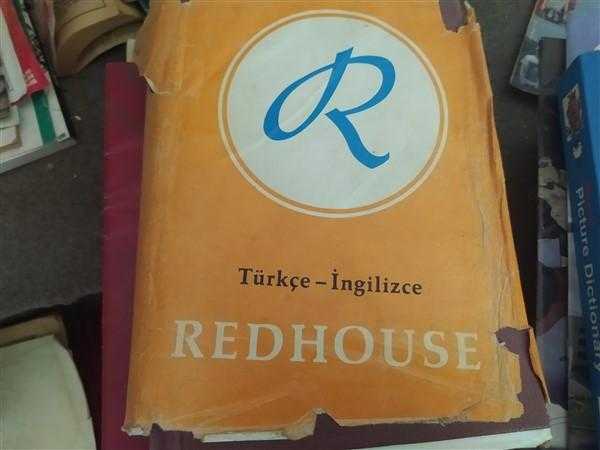 R
Türkçe – İngilizce
REDHOUSE
Picture Dictionary